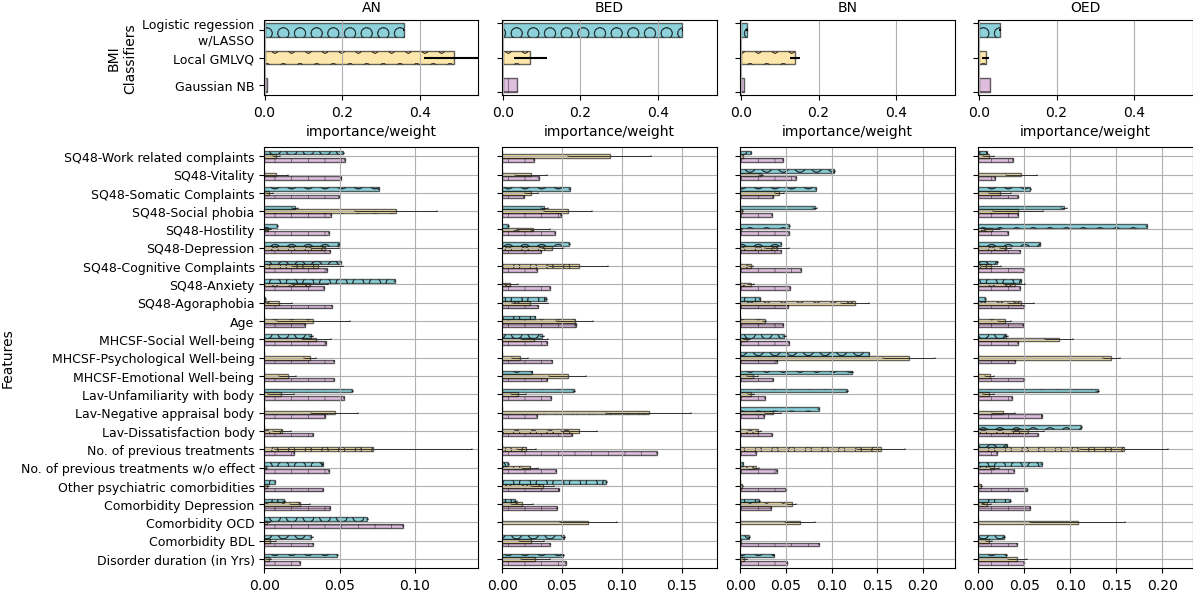 AN BED BN OED
BMI
Classifiers
Logistic regession
w/LASSO
Local GMLVQ
Gaussian NB
0.0 0.2 0.4 0.0 0.2 0.4 0.0 0.2 0.4 0.0 0.2 0.4
importance/weight importance/weight importance/weight importance/weight
Features
SQ48-Work related complaints
SQ48-Vitality
SQ48-Somatic Complaints
SQ48-Social phobia
SQ48-Hostility
SQ48-Depression
SQ48-Cognitive Complaints
SQ48-Anxiety
SQ48-Agoraphobia
Age
MHCSF-Social Well-being
MHCSF-Psychological Well-being
MHCSF-Emotional Well-being
Lav-Unfamiliarity with body
Lav-Negative appraisal body
Lav-Dissatisfaction body
No. of previous treatments
No. of previous treatments w/o effect
Other psychiatric comorbidities
Comorbidity Depression
Comorbidity OCD
Comorbidity BDL
Disorder duration (in Yrs)
0.00 0.05 0.10 0.00 0.05 0.10 0.15 0.00 0.05 0.10 0.15 0.20 0.00 0.05 0.10 0.15 0.20